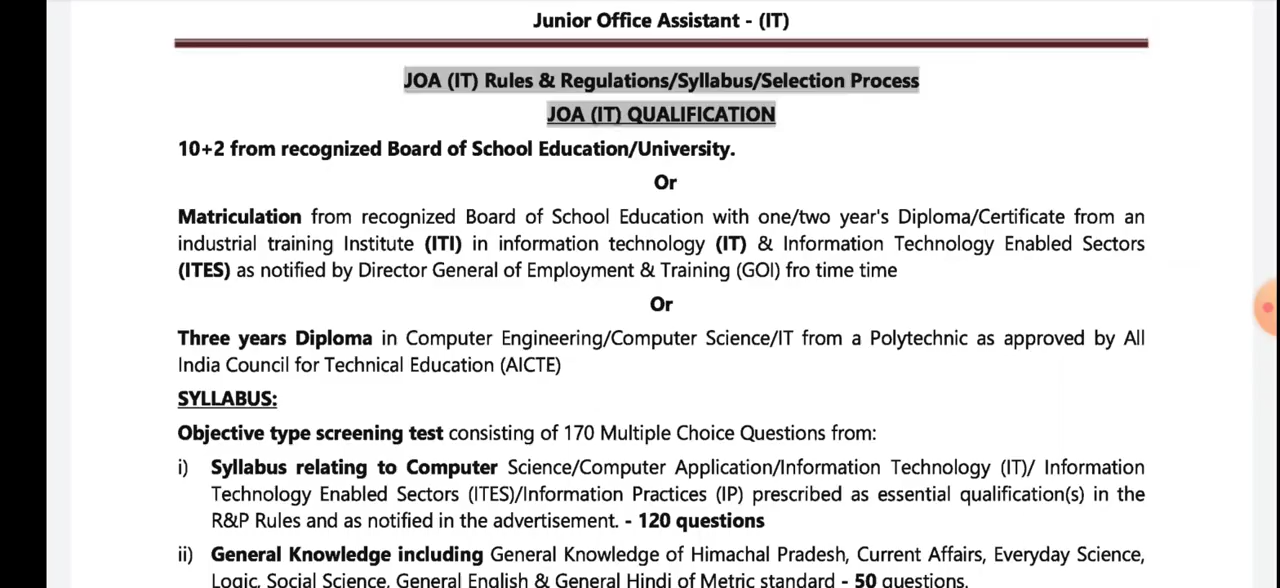 Junior Office Assistant - (IT)
JOA (IT) Rules & Regulations/Syllabus/Selection Process
JOA (IT) QUALIFICATION
10+2 from recognized Board of School Education/University.
Or
Matriculation from recognized Board of School Education with one/two year's Diploma/Certificate from an
industrial training Institute (ITI) in information technology (IT) & Information Technology Enabled Sectors
(ITES) as notified by Director General of Employment & Training (GOI) fro time time
Or
Three years Diploma in Computer Engineering/Computer Science/IT from a Polytechnic as approved by All
India Council for Technical Education (AICTE)
SYLLABUS:
Objective type screening test consisting of 170 Multiple Choice Questions from:
i) Syllabus relating to Computer Science/Computer Application/Information Technology (IT)/ Information
Technology Enabled Sectors (ITES)/Information Practices (IP) prescribed as essential qualification(s) in the
R&P Rules and as notified in the advertisement. - 120 questions
ii) General Knowledge including General Knowledge of Himachal Pradesh, Current Affairs, Everyday Science,
Logic, Social Science, General English & General Hindi of Metric standard - 50 questions.